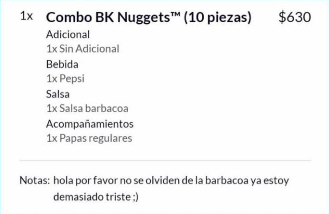 1x Combo BK Nuggets™ (10 piezas) $630
Adicional
1x Sin Adicional
Bebida
1x Pepsi
Salsa
1x Salsa barbacoa
Acompañamientos
1x Papas regulares
Notas: hola por favor no se olviden de la barbacoa ya estoy
demasiado triste ;)